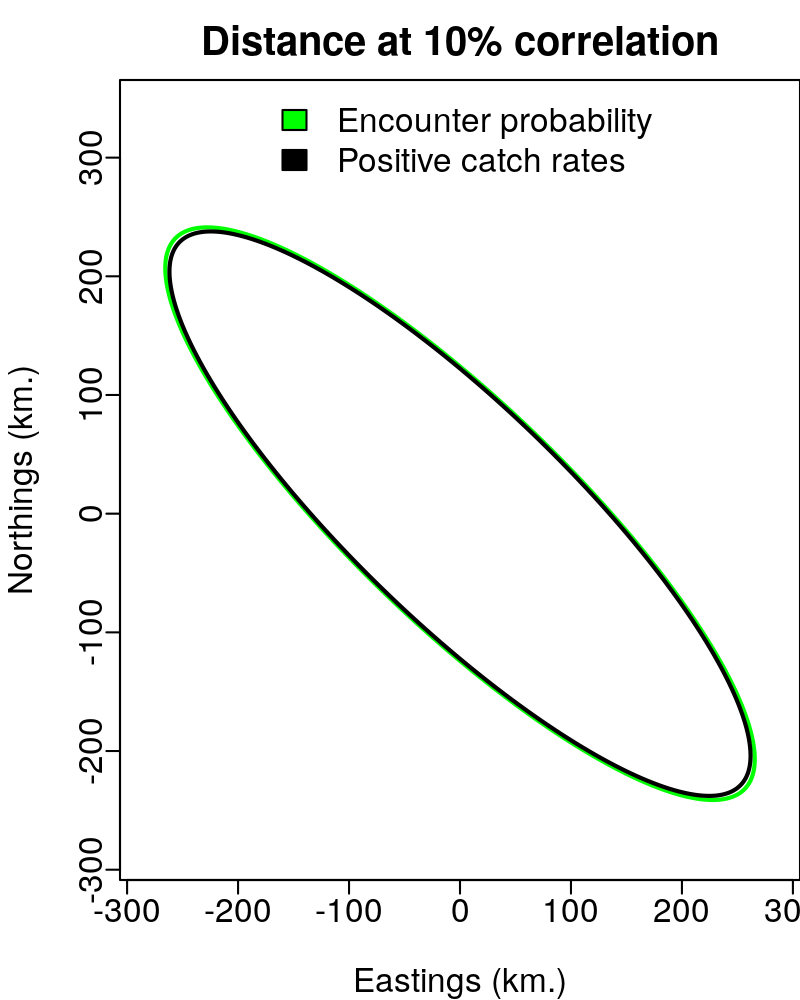 Distance at 10% correlation
Encounter probability
Positive catch rates
Northings (km.)
300
200
100
0
-100
-200
-300
-300 -200 -100 0 100 200 30
Eastings (km.)